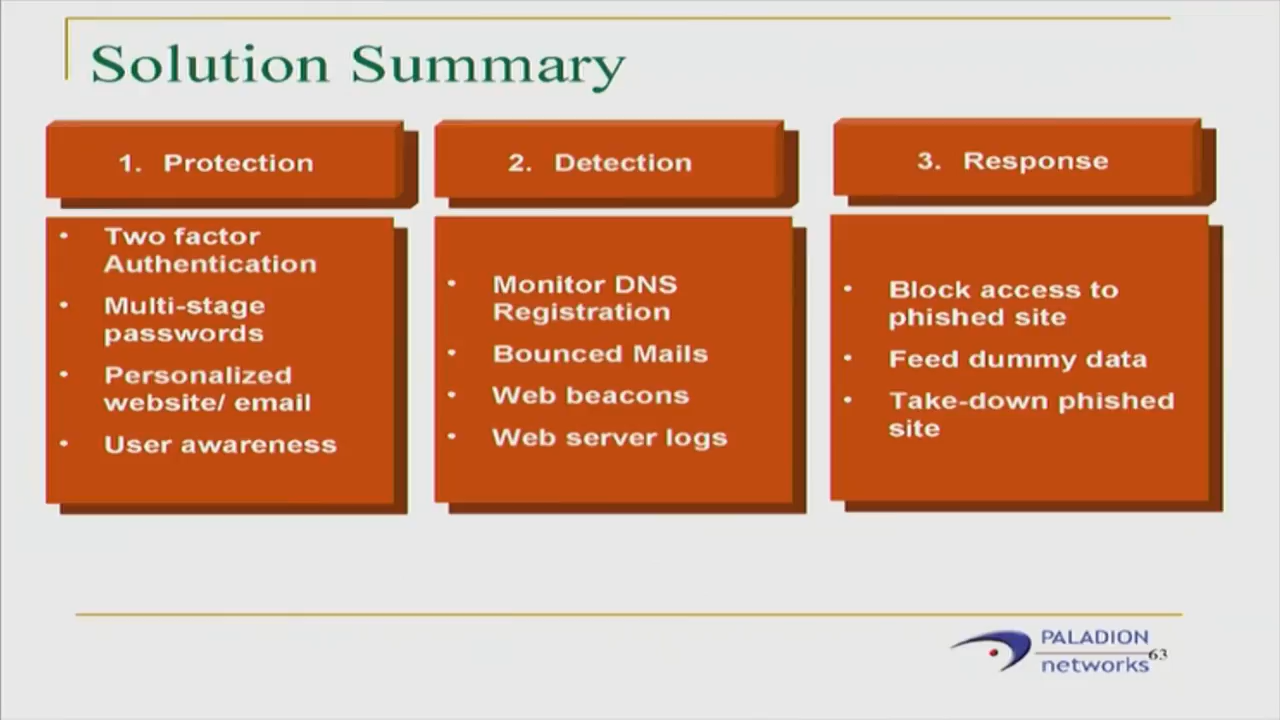 Solution Summary
1. Protection
• Two factor
Authentication
• Multi-stage
passwords
• Personalized
website/ email
• User awareness
2. Detection
• Monitor DNS
Registration
• Bounced Mails
• Web beacons
• Web server logs
3. Response
• Block access to
phished site
• Feed dummy data
• Take-down phished
site
PALADION
networks
63